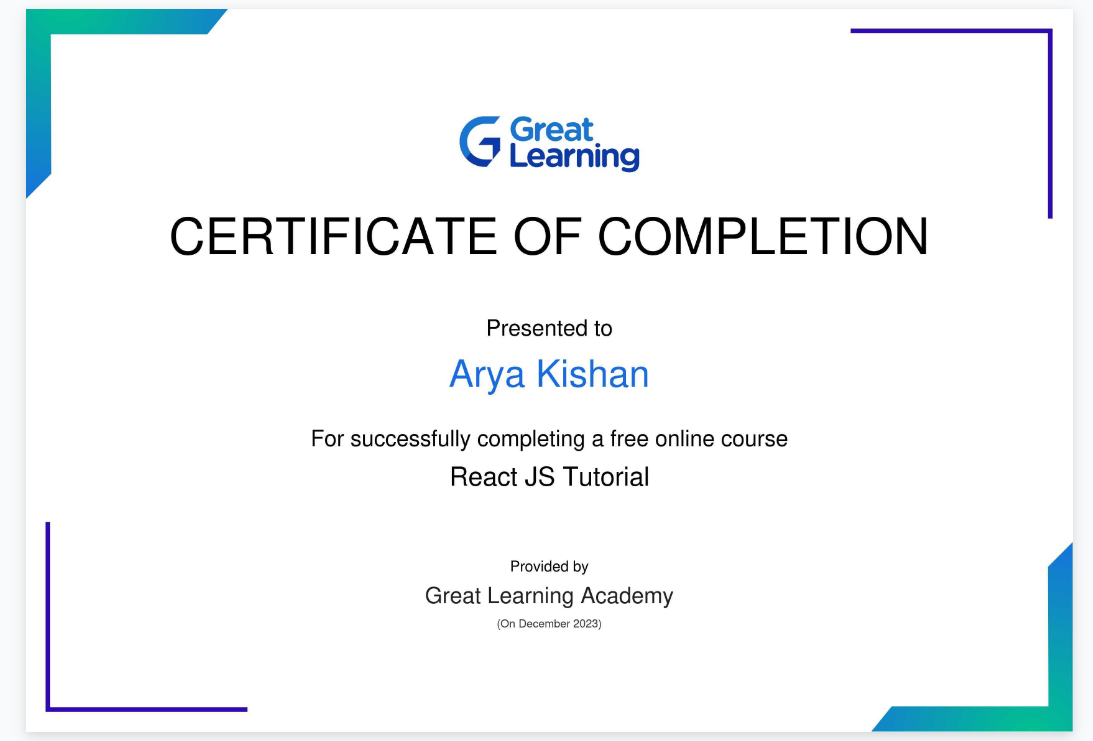 Great
Learning
CERTIFICATE OF COMPLETION
Presented to
Arya Kishan
For successfully completing a free online course
React JS Tutorial
Provided by
Great Learning Academy
(On December 2023)